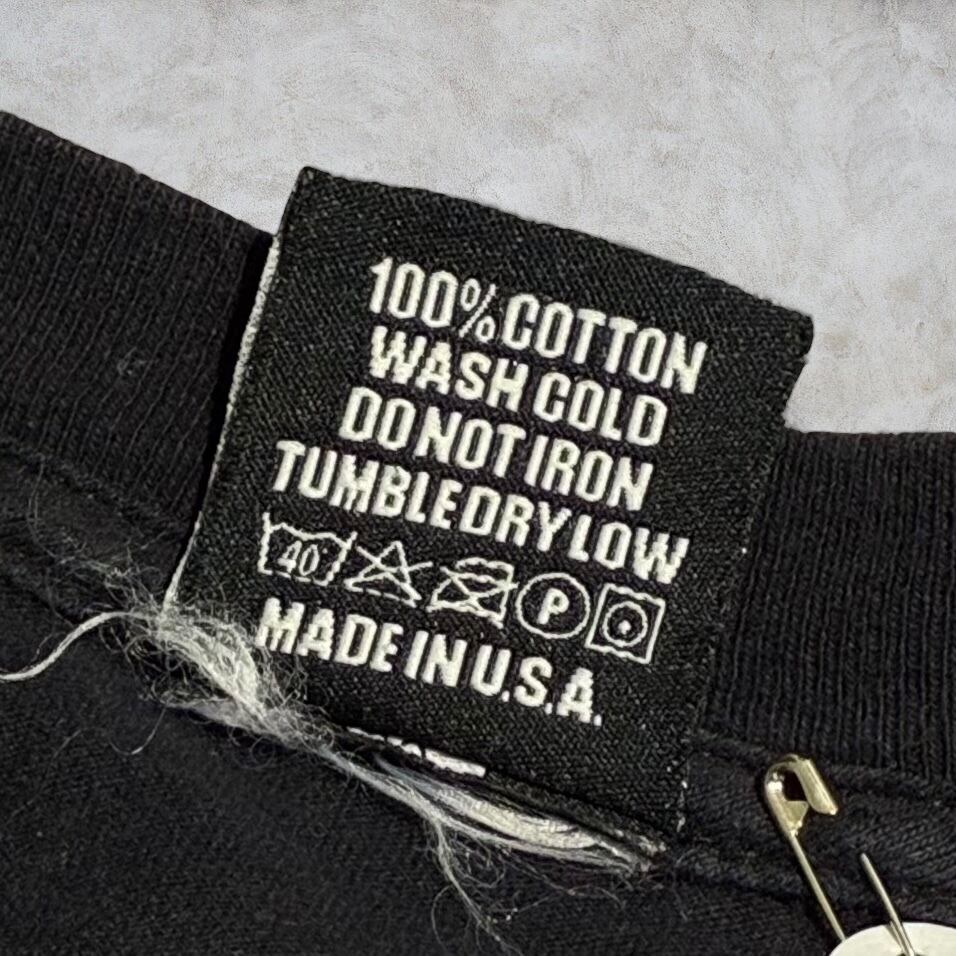 100% COTTON
WASH COLD
DO NOT IRON
TUMBLE DRY LOW
40° P
MADE IN U.S.A.